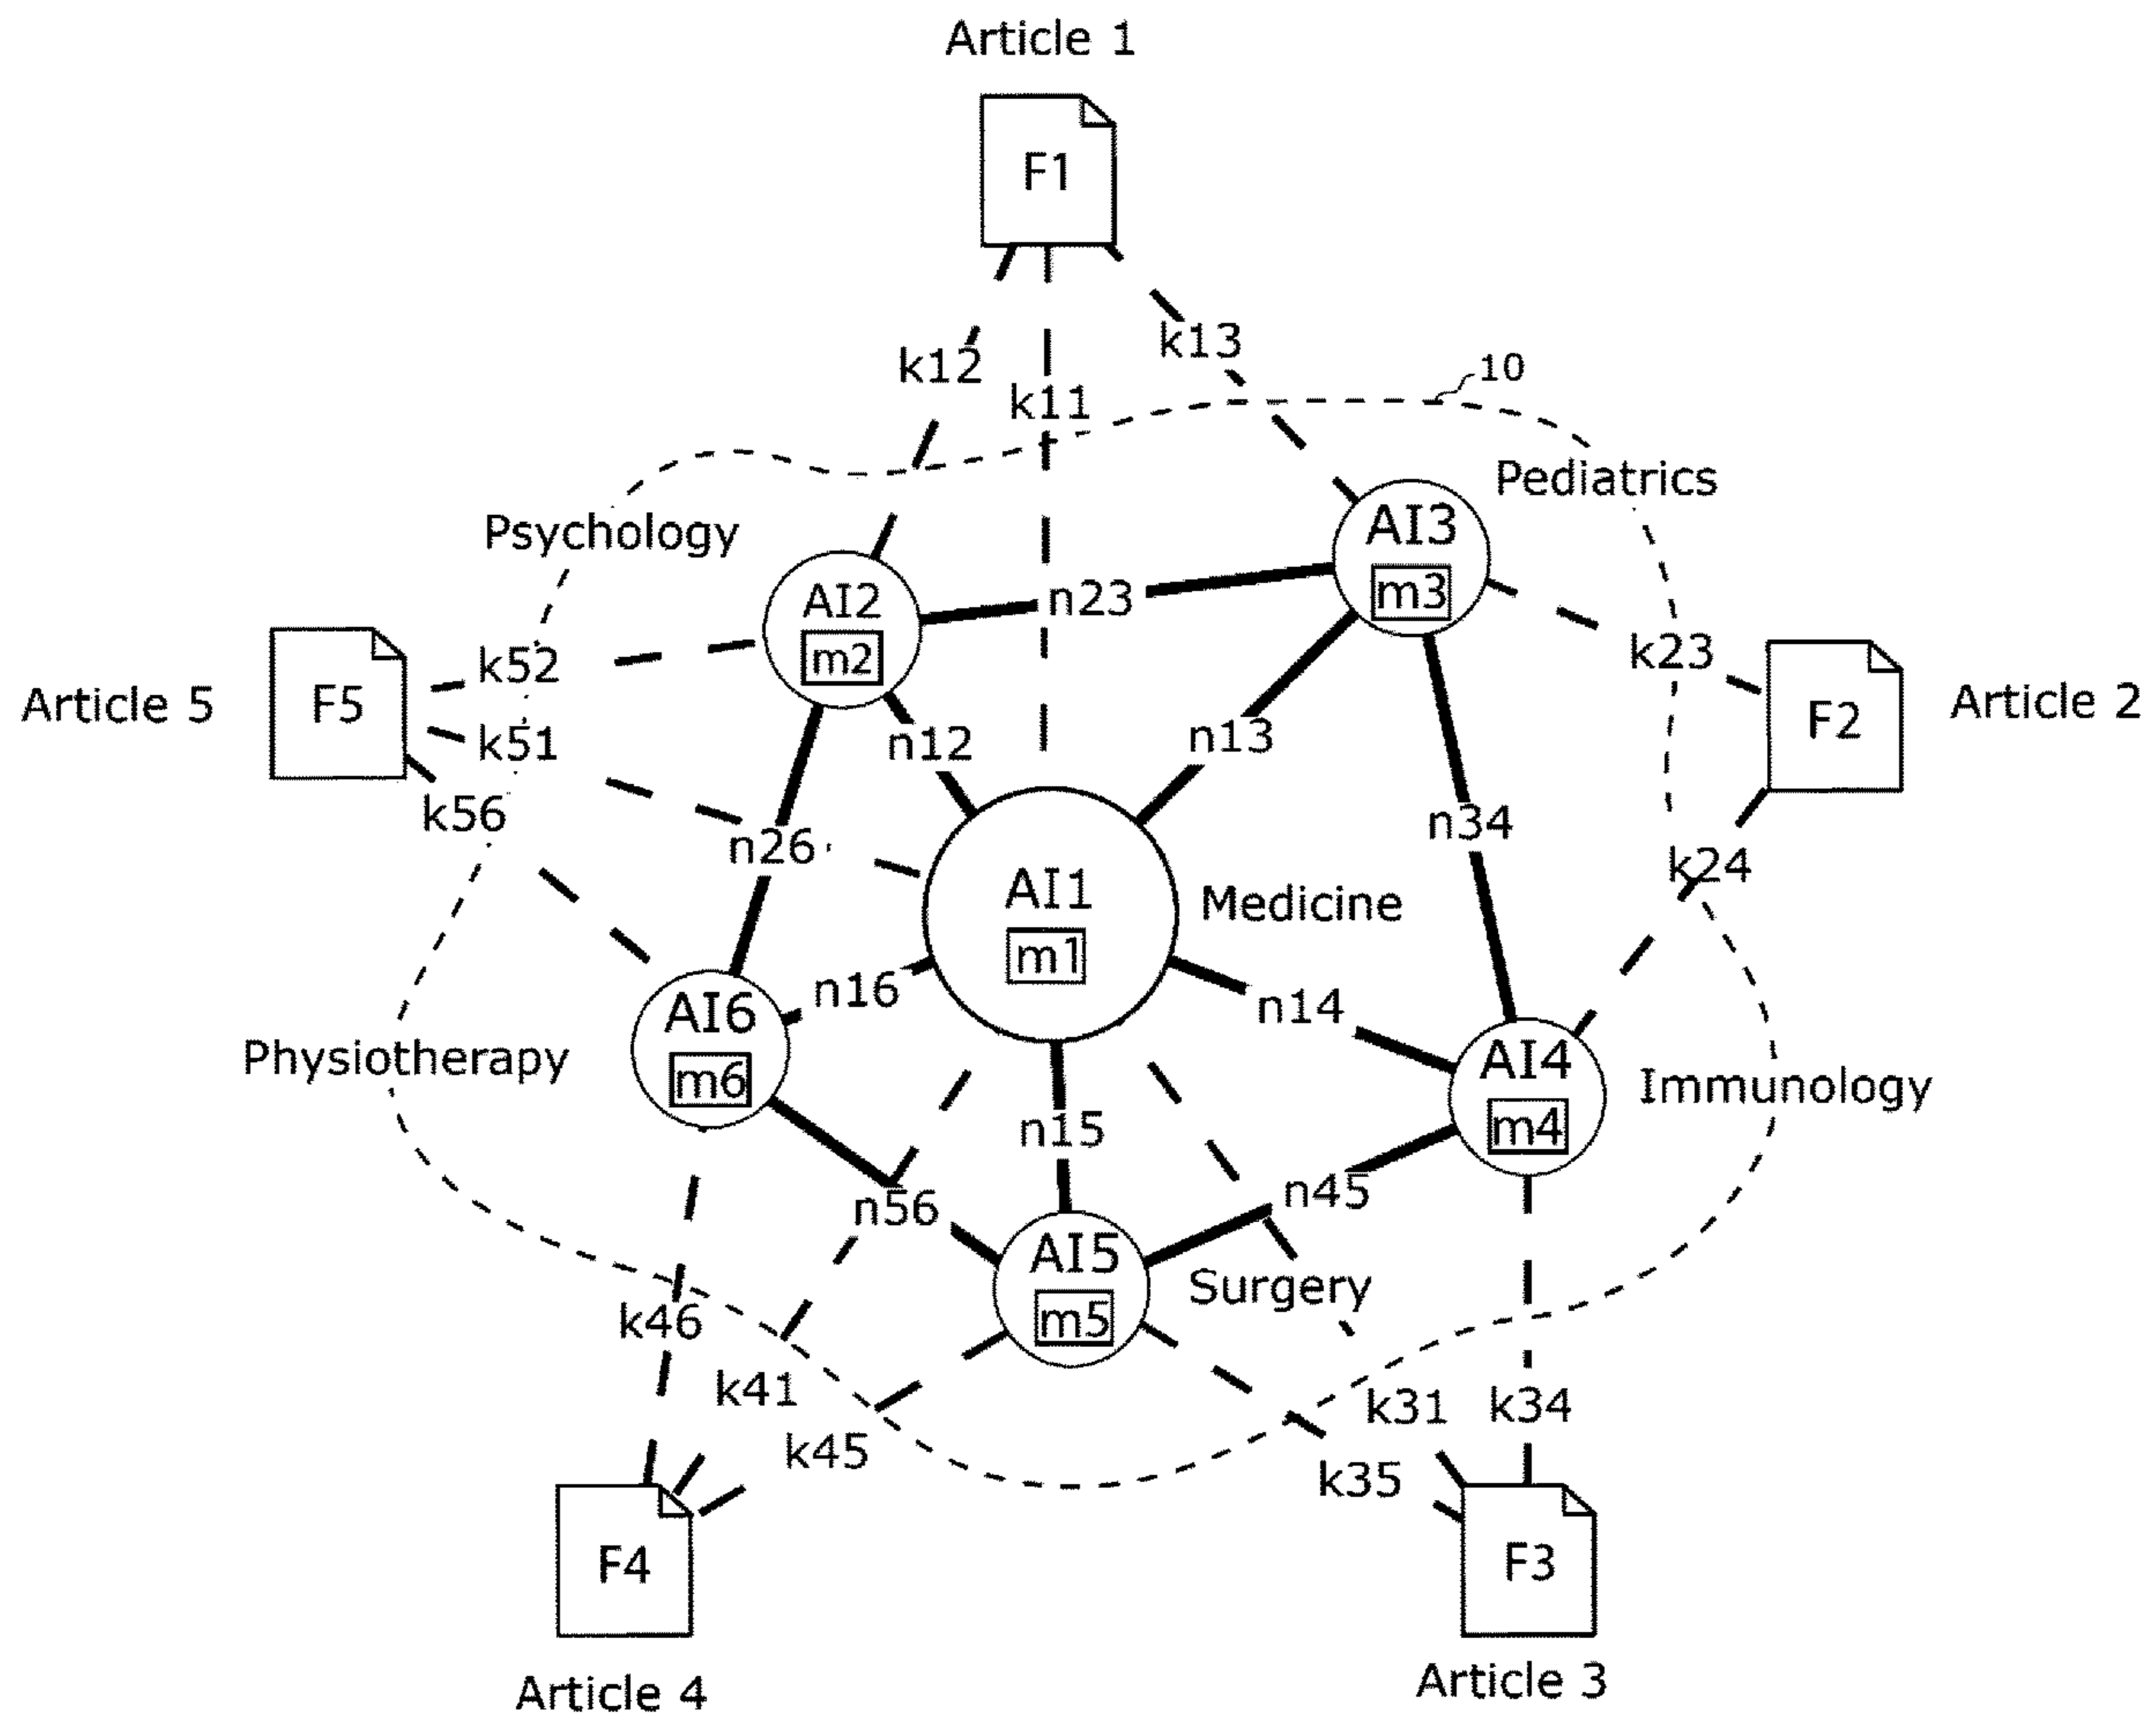 Article 1
F1
k13
k12
10
k11
Pediatrics
AI3
Psychology
m3
AI2
n23
k23
m2
k52
Article 5
F5
Article 2
F2
k51
n12
n13
k56
n34
n26
k24
AI1
Medicine
m1
n16
n14
AI6
Physiotherapy
AI4
m6
Immunology
n15
m4
n56
n45
AI5
Surgery
m5
k46
k41
k31
k34
k45
k35
F4
F3
Article 4
Article 3